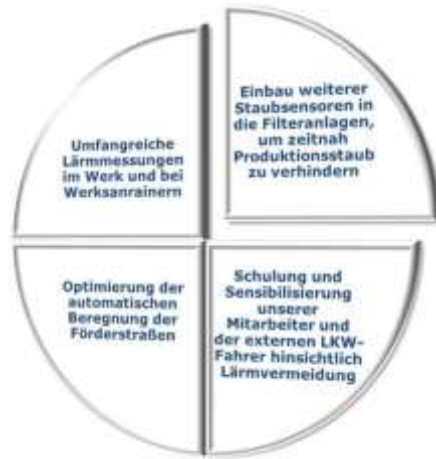 Umfangreiche
Lärmmessungen
im Werk und bei
Werksanrainern
Einbau weiterer
Staubsensoren in
die Filteranlagen,
um zeitnah
Produktionsstaub
zu verhindern
Optimierung der
automatischen
Beregnung der
Förderstraßen
Schulung und
Sensibilisierung
unserer
Mitarbeiter und
der externen LKW-
Fahrer hinsichtlich
Lärmvermeidung